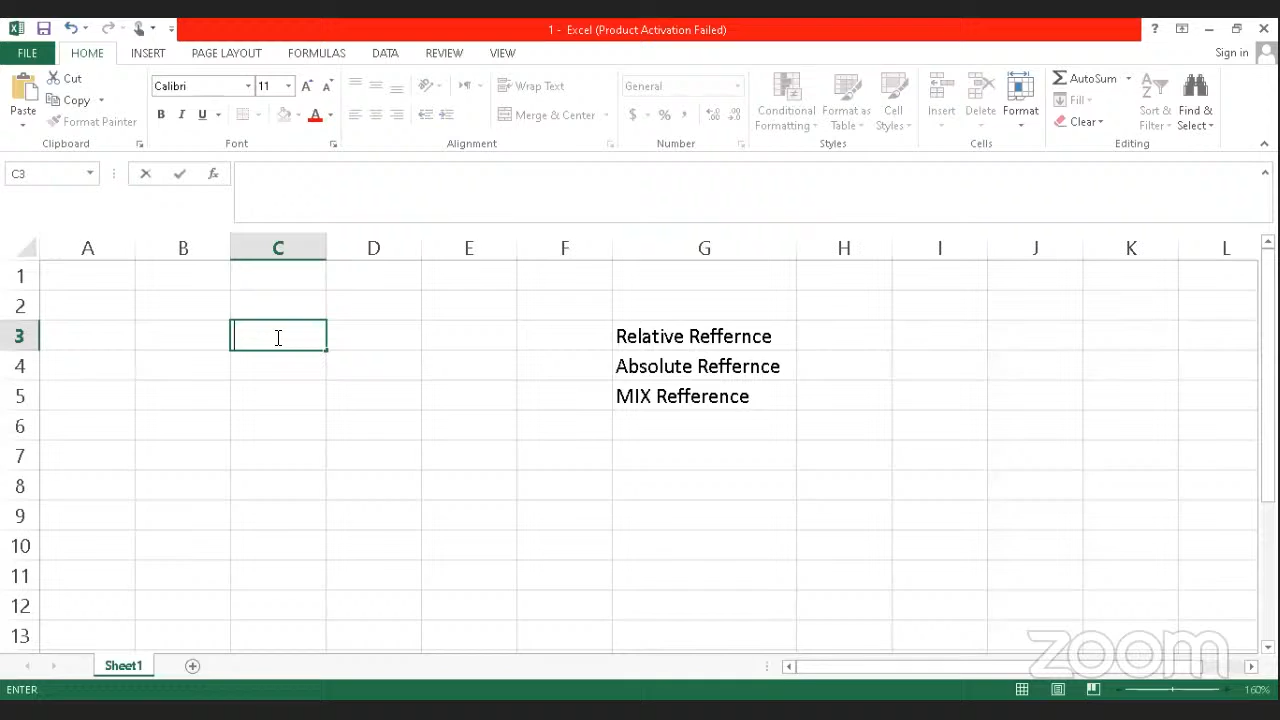 1 - Excel (Product Activation Failed)
?
FILE HOME INSERT PAGE LAYOUT FORMULAS DATA REVIEW VIEW Sign in
Paste
Cut
Copy
Format Painter
Clipboard
Calibri 11
B I U
Font
Wrap Text
Merge & Center
Alignment
General
$ % ,
Number
Conditional Formatting
Format as Table
Cell Styles
Styles
Insert Delete Format
Cells
AutoSum
Fill
Clear
Sort & Filter
Find & Select
Editing
C3 fx
A B C D E F G H I J K L
1
2
3 Relative Reffernce
4 Absolute Reffernce
5 MIX Refference
6
7
8
9
10
11
12
13
zoom
Sheet1
ENTER 160%